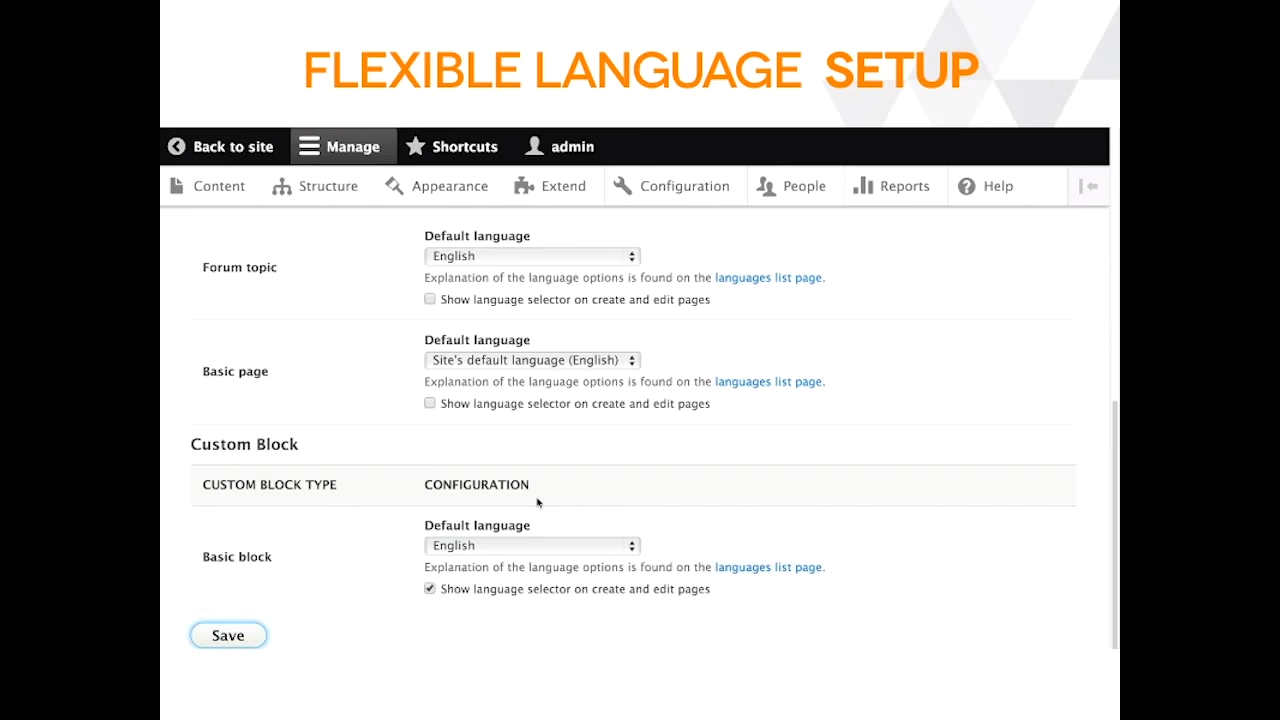 FLEXIBLE LANGUAGE SETUP
Back to site Manage Shortcuts admin
Content Structure Appearance Extend Configuration People Reports Help
Default language
English
Forum topic
Explanation of the language options is found on the languages list page.
Show language selector on create and edit pages
Default language
Site's default language (English)
Basic page
Explanation of the language options is found on the languages list page.
Show language selector on create and edit pages
Custom Block
CUSTOM BLOCK TYPE CONFIGURATION
Default language
English
Basic block
Explanation of the language options is found on the languages list page.
Show language selector on create and edit pages
Save